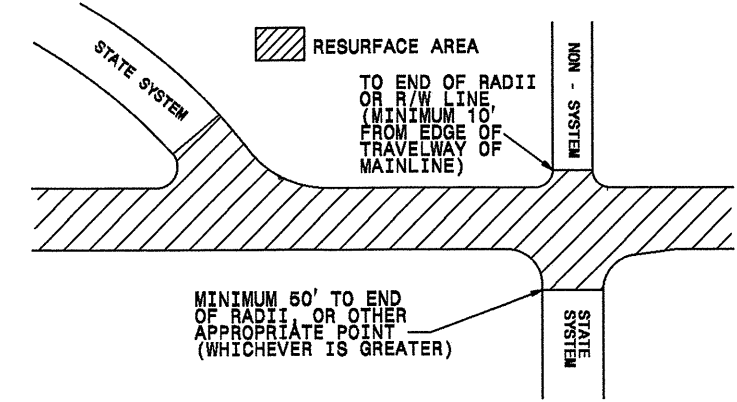 STATE SYSTEM
RESURFACE AREA
TO END OF RADII
OR R/W LINE
(MINIMUM 10'
FROM EDGE OF
TRAVELWAY OF
MAINLINE)
NON - SYSTEM
MINIMUM 50' TO END
OF RADII, OR OTHER
APPROPRIATE POINT
(WHICHEVER IS GREATER)
STATE
SYSTEM